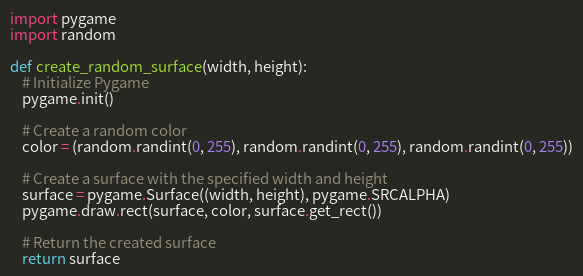 import pygame
import random
def create_random_surface(width, height):
# Initialize Pygame
pygame.init()
# Create a random color
color = (random.randint(0, 255), random.randint(0, 255), random.randint(0, 255))
# Create a surface with the specified width and height
surface = pygame.Surface((width, height), pygame.SRCALPHA)
pygame.draw.rect(surface, color, surface.get_rect())
# Return the created surface
return surface